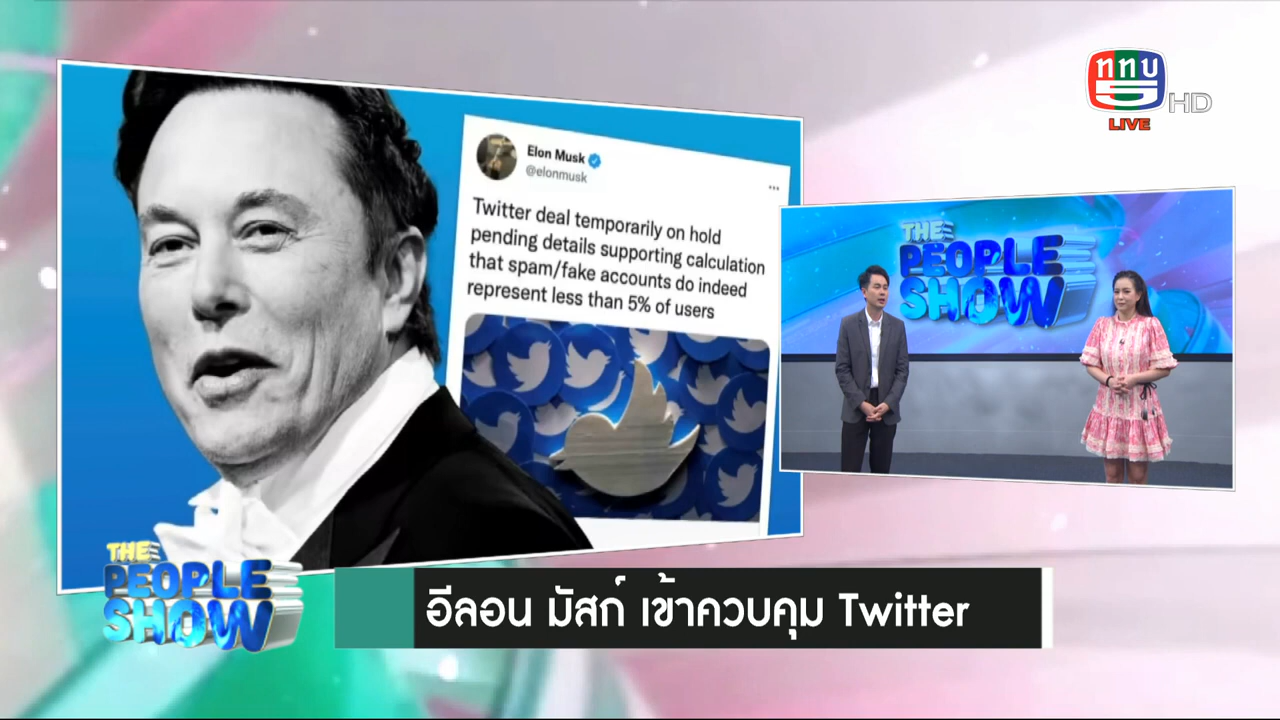 ททบ
HD
LIVE
Elon Musk
@elonmusk
Twitter deal temporarily on hold
pending details supporting calculation
that spam/fake accounts do indeed
represent less than 5% of users
THE
PEOPLE
SHOW
THE
PEOPLE
SHOW
อีลอน มัสก์ เข้าควบคุม Twitter